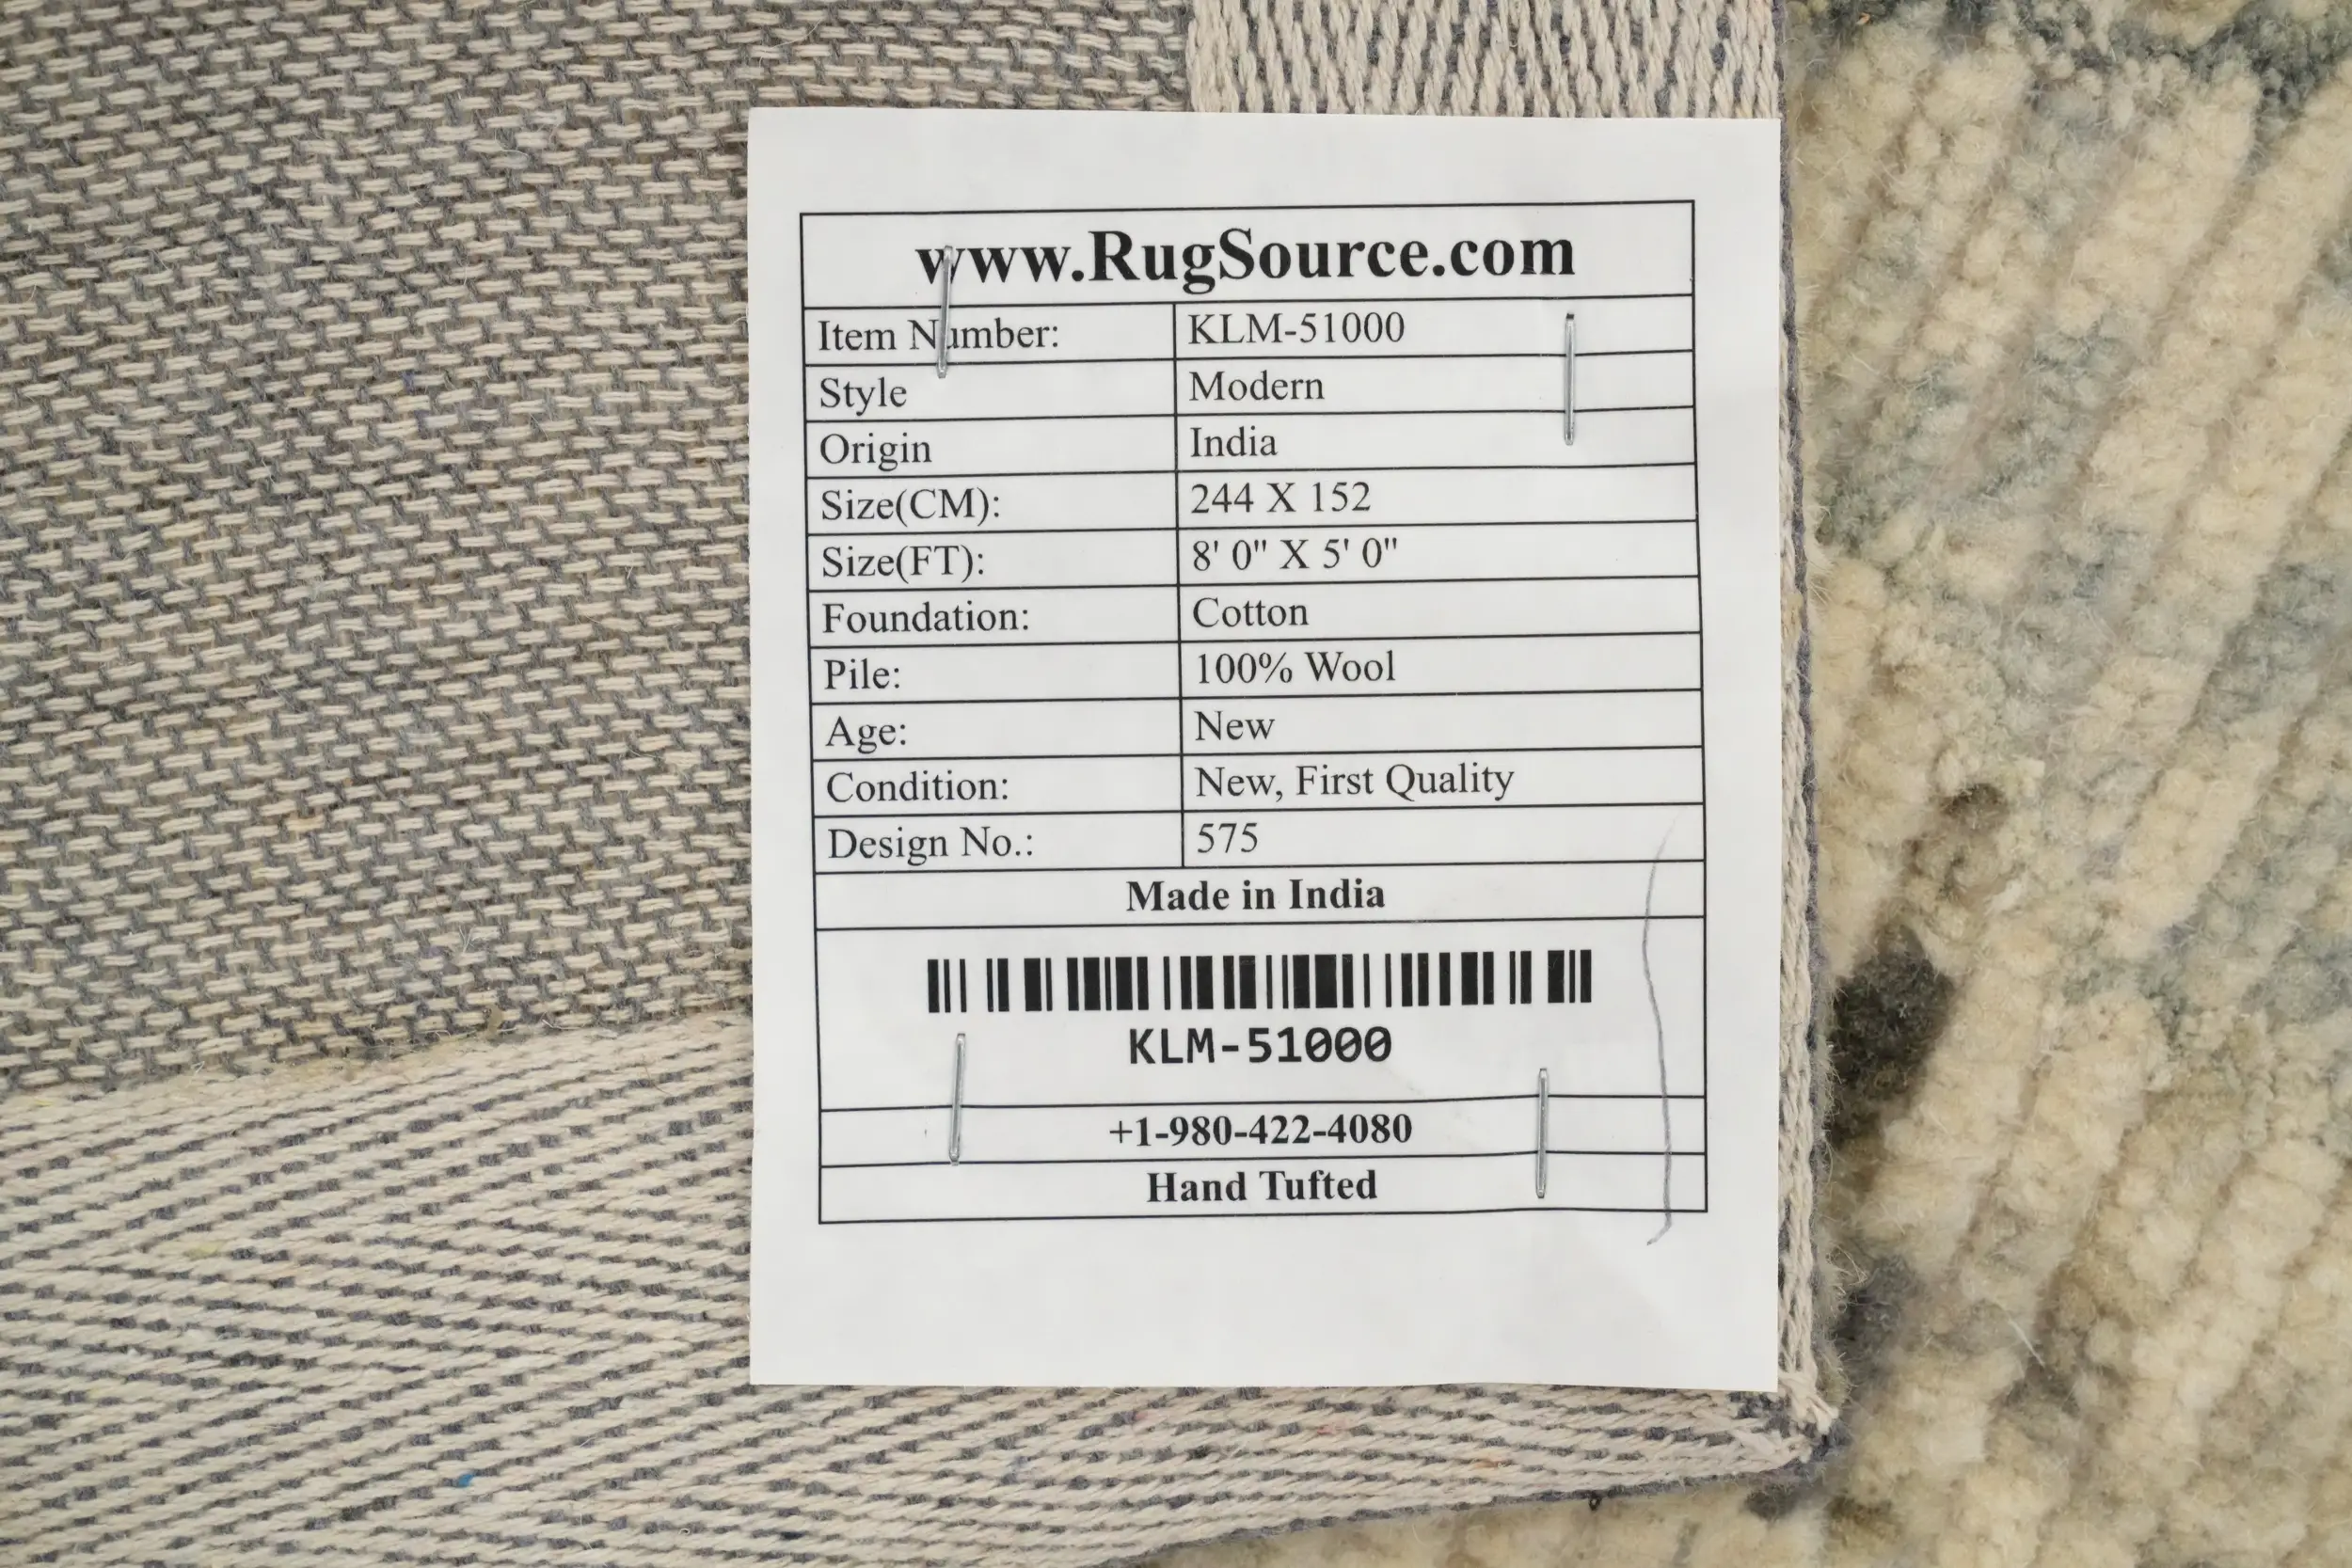 www.RugSource.com
Item Number: KLM-51000
Style Modern
Origin India
Size(CM): 244 X 152
Size(FT): 8' 0" X 5' 0"
Foundation: Cotton
Pile: 100% Wool
Age: New
Condition: New, First Quality
Design No.: 575
Made in India
KLM-51000
+1-980-422-4080
Hand Tufted